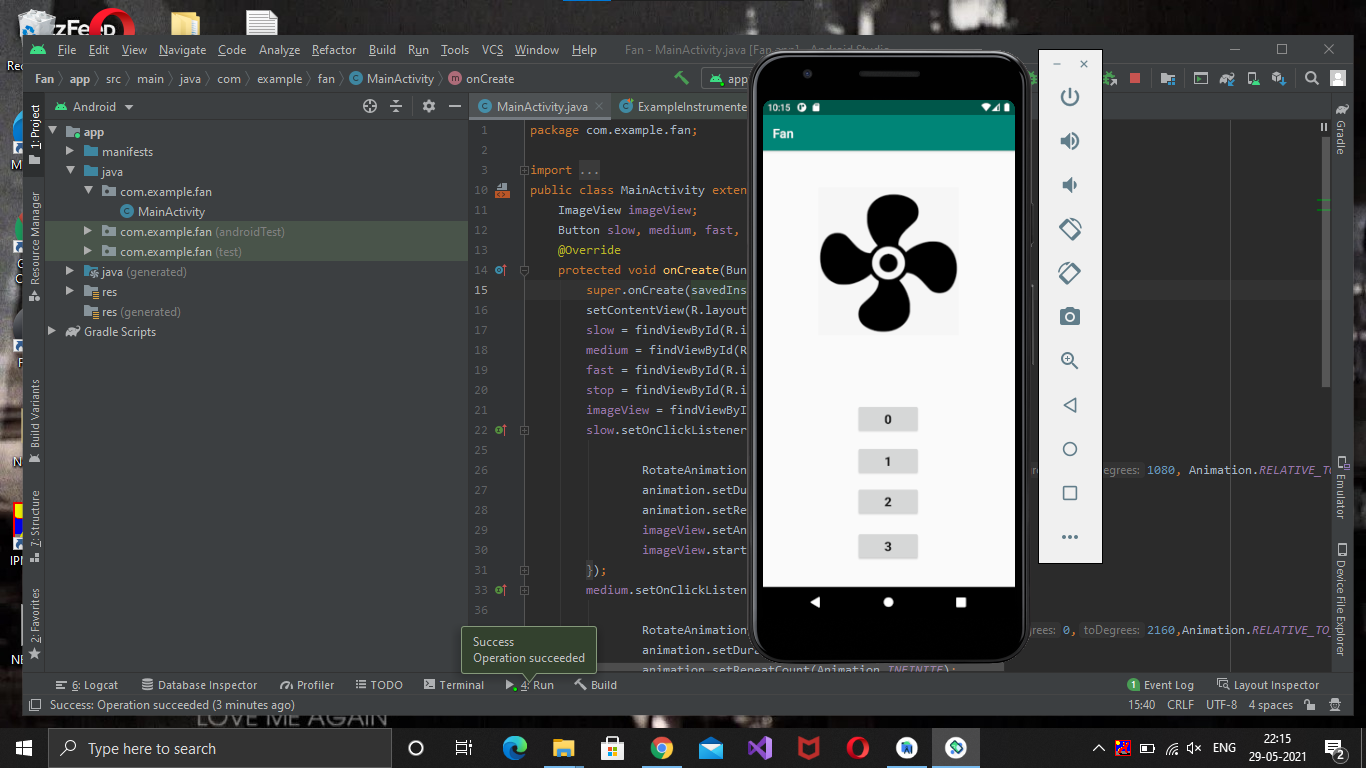 zzFeed
File Edit View Navigate Code Analyze Refactor Build Run Tools VCS Window Help Fan - MainActivity.java [Fan.app] - Android Studio
Fan app src main java com example fan MainActivity onCreate app
Android MainActivity.java ExampleInstrumente
1: Project
Resource Manager
Build Variants
7: Structure
2: Favorites
app
manifests
java
com.example.fan
MainActivity
com.example.fan (androidTest)
com.example.fan (test)
java (generated)
res
res (generated)
Gradle Scripts
1 package com.example.fan;
2
3 import ...
10 public class MainActivity exten
11 ImageView imageView;
12 Button slow, medium, fast,
13 @Override
14 protected void onCreate(Bun
15 super.onCreate(savedIns
16 setContentView(R.layout
17 slow = findViewById(R.i
18 medium = findViewById(R
19 fast = findViewById(R.i
20 stop = findViewById(R.i
21 imageView = findViewByI
22 slow.setOnClickListener
25
26 RotateAnimation Degrees: 1080, Animation.RELATIVE_TO
27 animation.setDu
28 animation.setRe
29 imageView.setAn
30 imageView.start
31 });
33 medium.setOnClickListen
36
RotateAnimation grees: 0, toDegrees: 2160,Animation.RELATIVE_TO_
animation.setDura
animation.setRepeatCount(Animation.INFINITE);
10:15
Fan
0
1
2
3
Gradle
Emulator
Device File Explorer
Success
Operation succeeded
6: Logcat Database Inspector Profiler TODO Terminal 4: Run Build 1 Event Log Layout Inspector
Success: Operation succeeded (3 minutes ago) 15:40 CRLF UTF-8 4 spaces
LOVE ME AGAIN
Type here to search ENG 22:15
29-05-2021 2